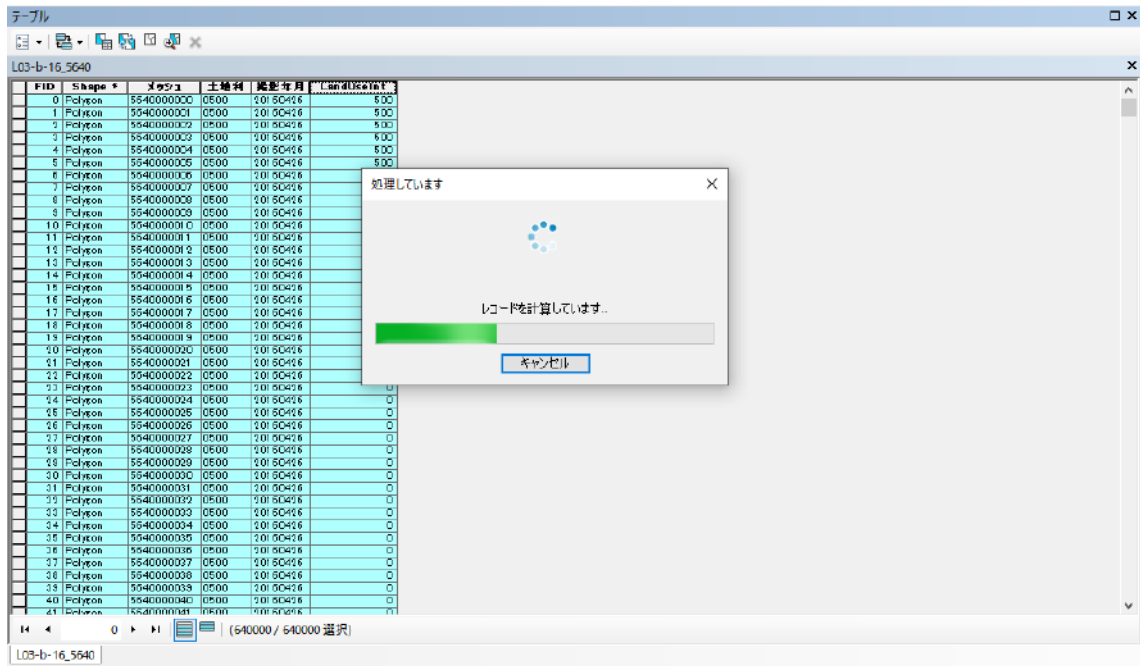 テーブル
L03-b-16_5640
FID Shape * メッシュ 土地利 撮影年月 LandUseInt
0 Polygon 5640000000 0500 20160426 500
1 Polygon 5640000001 0500 20160426 500
2 Polygon 5640000002 0500 20160426 500
3 Polygon 5640000003 0500 20160426 500
4 Polygon 5640000004 0500 20160426 500
5 Polygon 5640000005 0500 20160426 500
6 Polygon 5640000006 0500 20160426
7 Polygon 5640000007 0500 20160426
8 Polygon 5640000008 0500 20160426
9 Polygon 5640000009 0500 20160426
10 Polygon 5640000010 0500 20160426
11 Polygon 5640000011 0500 20160426
12 Polygon 5640000012 0500 20160426
13 Polygon 5640000013 0500 20160426
14 Polygon 5640000014 0500 20160426
15 Polygon 5640000015 0500 20160426
16 Polygon 5640000016 0500 20160426
17 Polygon 5640000017 0500 20160426
18 Polygon 5640000018 0500 20160426
19 Polygon 5640000019 0500 20160426
20 Polygon 5640000020 0500 20160426
21 Polygon 5640000021 0500 20160426
22 Polygon 5640000022 0500 20160426
23 Polygon 5640000023 0500 20160426 0
24 Polygon 5640000024 0500 20160426 0
25 Polygon 5640000025 0500 20160426 0
26 Polygon 5640000026 0500 20160426 0
27 Polygon 5640000027 0500 20160426 0
28 Polygon 5640000028 0500 20160426 0
29 Polygon 5640000029 0500 20160426 0
30 Polygon 5640000030 0500 20160426 0
31 Polygon 5640000031 0500 20160426 0
32 Polygon 5640000032 0500 20160426 0
33 Polygon 5640000033 0500 20160426 0
34 Polygon 5640000034 0500 20160426 0
35 Polygon 5640000035 0500 20160426 0
36 Polygon 5640000036 0500 20160426 0
37 Polygon 5640000037 0500 20160426 0
38 Polygon 5640000038 0500 20160426 0
39 Polygon 5640000039 0500 20160426 0
40 Polygon 5640000040 0500 20160426 0
41 Polygon 5640000041 0500 20160426 0
処理しています
レコードを計算しています...
キャンセル
0 (640000 / 640000 選択)
L03-b-16_5640